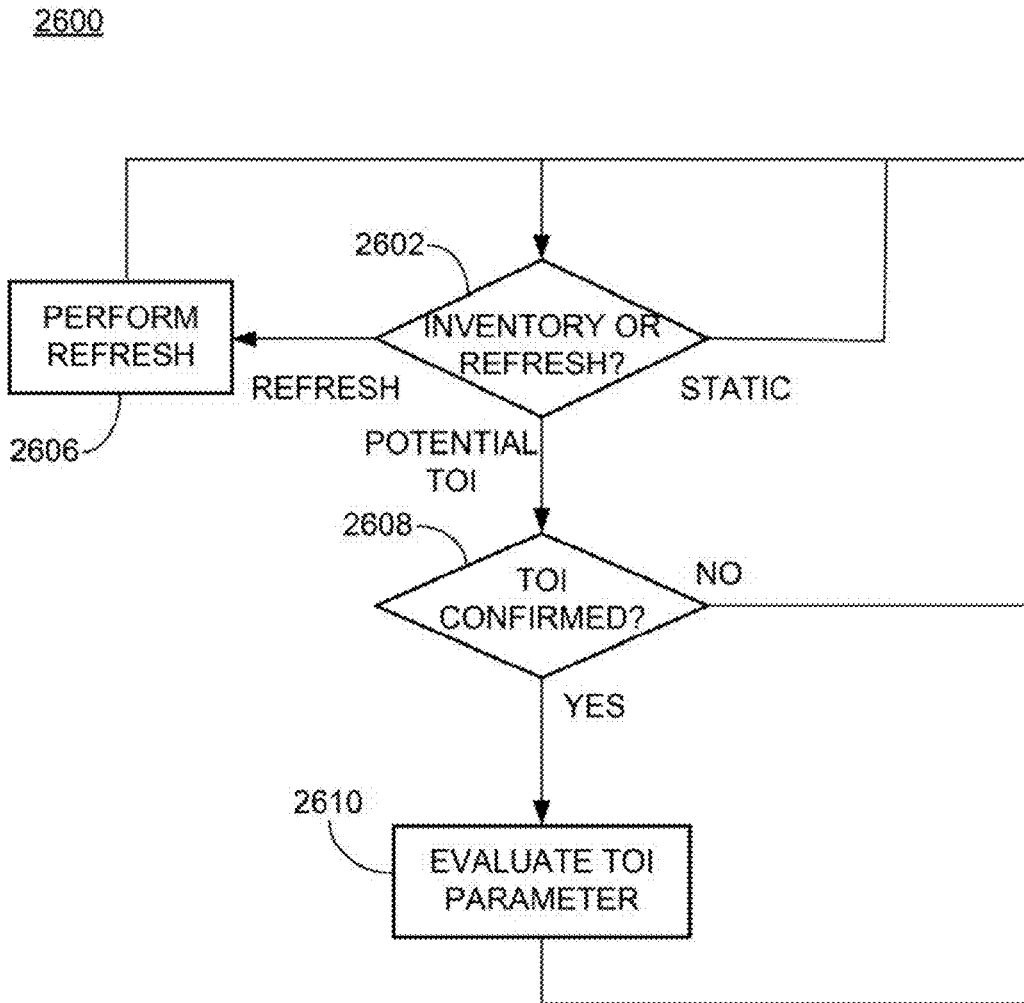 2600
2602
INVENTORY OR
REFRESH?
PERFORM
REFRESH
REFRESH
STATIC
2606
POTENTIAL
TOI
2608
TOI
CONFIRMED?
NO
YES
2610
EVALUATE TOI
PARAMETER